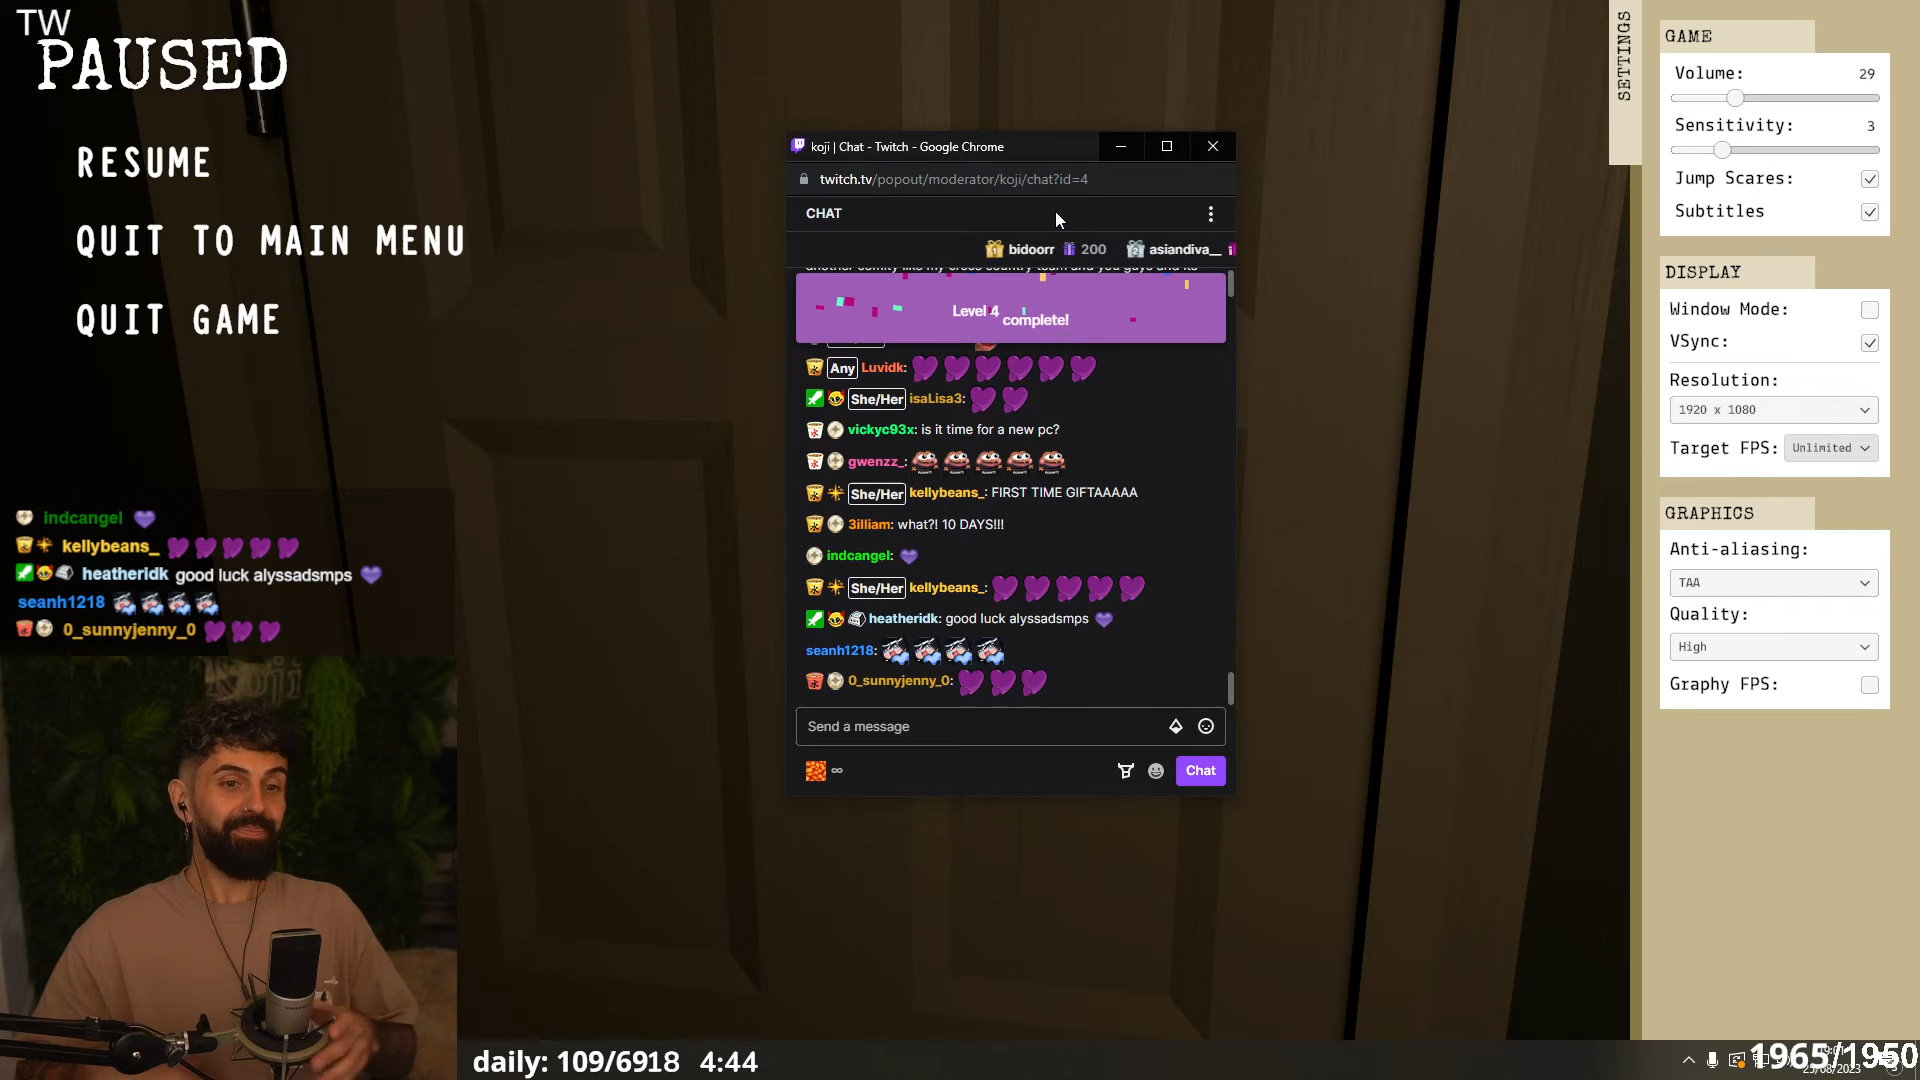 TW
PAUSED
RESUME
QUIT TO MAIN MENU
QUIT GAME
indcangel
kellybeans_
heatheridk good luck alyssadsmps
seanh1218
0_sunnyjenny_0
koji | Chat - Twitch - Google Chrome
twitch.tv/popout/moderator/koji/chat?id=4
CHAT
bidoorr 200 asiandiva__
Level 4 complete!
Any Luvidk:
She/Her isaLisa3:
vickyc93x: is it time for a new pc?
gwenzz_:
She/Her kellybeans_: FIRST TIME GIFTAAAAA
3illiam: what?! 10 DAYS!!!
indcangel:
She/Her kellybeans_:
heatheridk: good luck alyssadsmps
seanh1218:
0_sunnyjenny_0:
Send a message
∞
Chat
SETTINGS
GAME
Volume: 29
Sensitivity: 3
Jump Scares:
Subtitles
DISPLAY
Window Mode:
VSync:
Resolution:
1920 x 1080
Target FPS: Unlimited
GRAPHICS
Anti-aliasing:
TAA
Quality:
High
Graphy FPS:
Koji
daily: 109/6918 4:44
1965/1950
25/08/2023